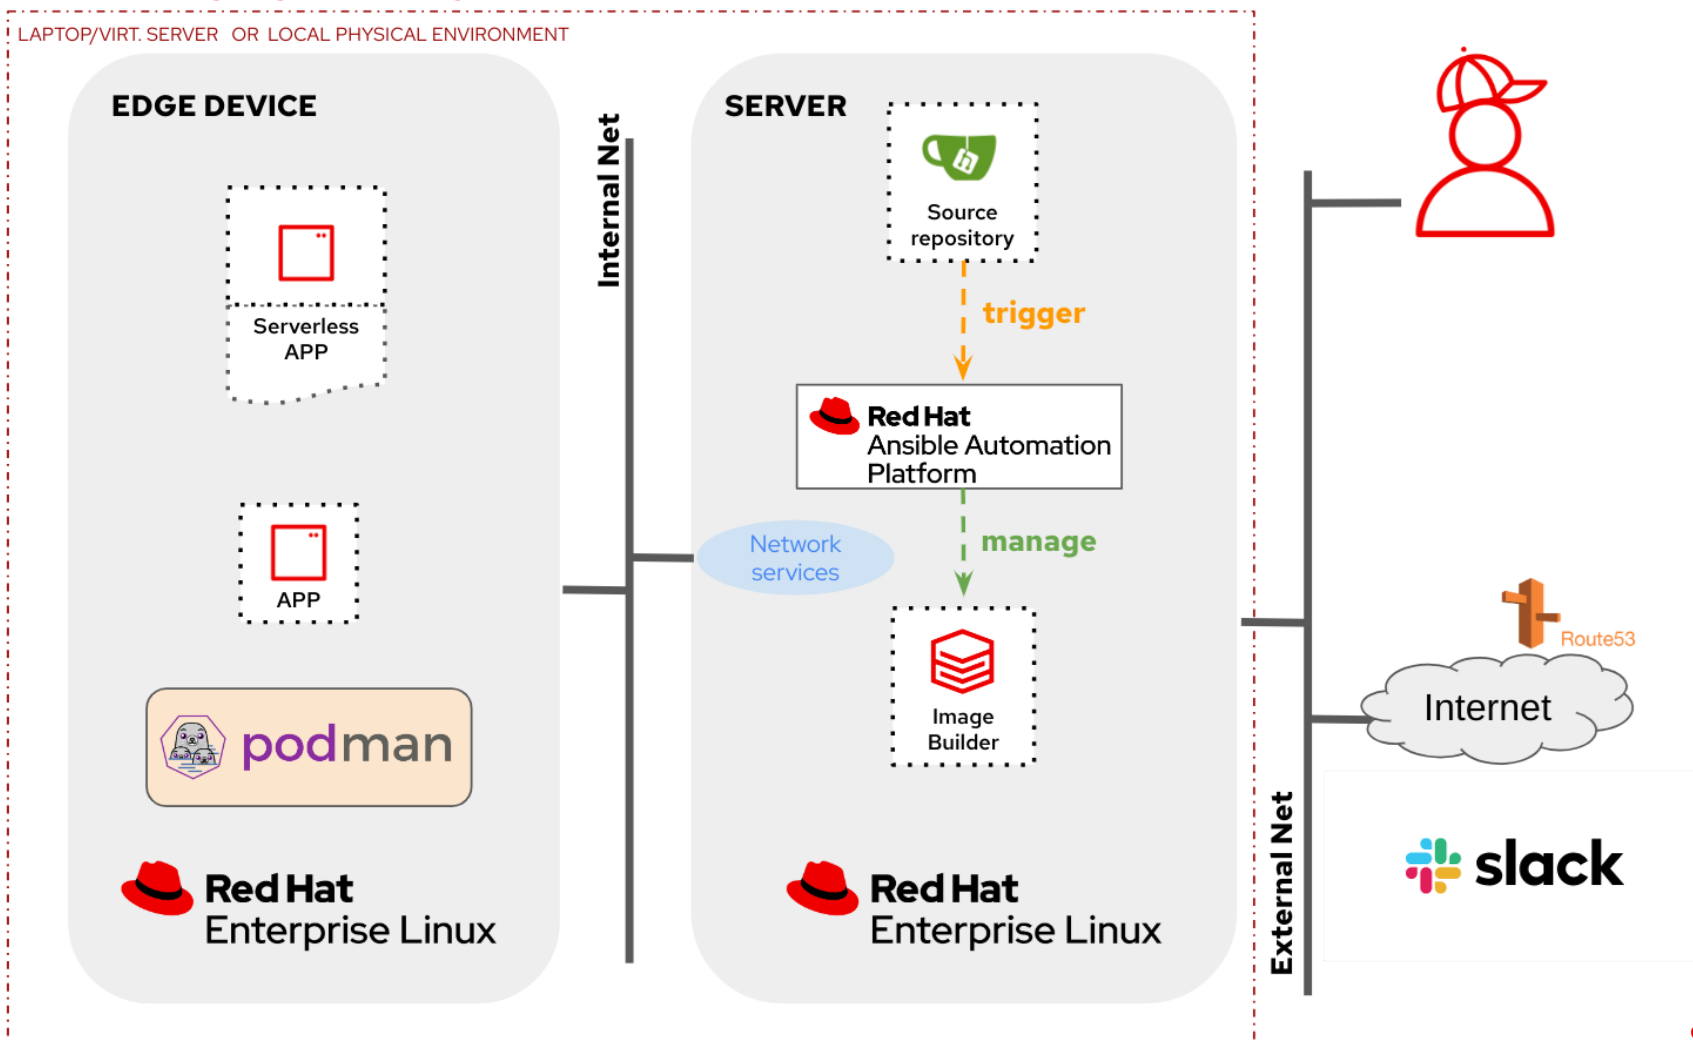 LAPTOP/VIRT. SERVER OR LOCAL PHYSICAL ENVIRONMENT
EDGE DEVICE
Serverless
APP
APP
podman
Red Hat
Enterprise Linux
Internal Net
SERVER
Source
repository
trigger
Red Hat
Ansible Automation
Platform
manage
Network
services
Image
Builder
Red Hat
Enterprise Linux
External Net
Route53
Internet
slack